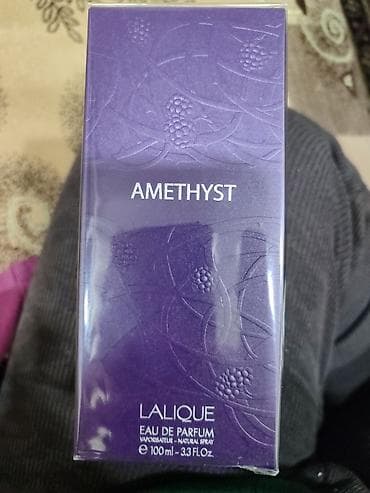 AMETHYST
LALIQUE
EAU DE PARFUM
VAPORISATEUR - NATURAL SPRAY
℮ 100 ml - 3.3 Fl.Oz.